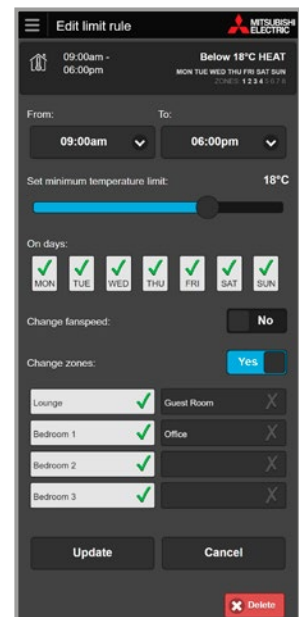 Edit limit rule
MITSUBISHI
ELECTRIC
09:00am -
06:00pm
Below 18°C HEAT
MON TUE WED THU FRI SAT SUN
ZONES: 1 2 3 4 5 6 7 8
From:
To:
09:00am
06:00pm
Set minimum temperature limit:
18°C
On days:
MON TUE WED THU FRI SAT SUN
Change fanspeed:
No
Change zones:
Yes
Lounge
Guest Room
X
Bedroom 1
Office
X
Bedroom 2
X
Bedroom 3
X
Update
Cancel
Delete